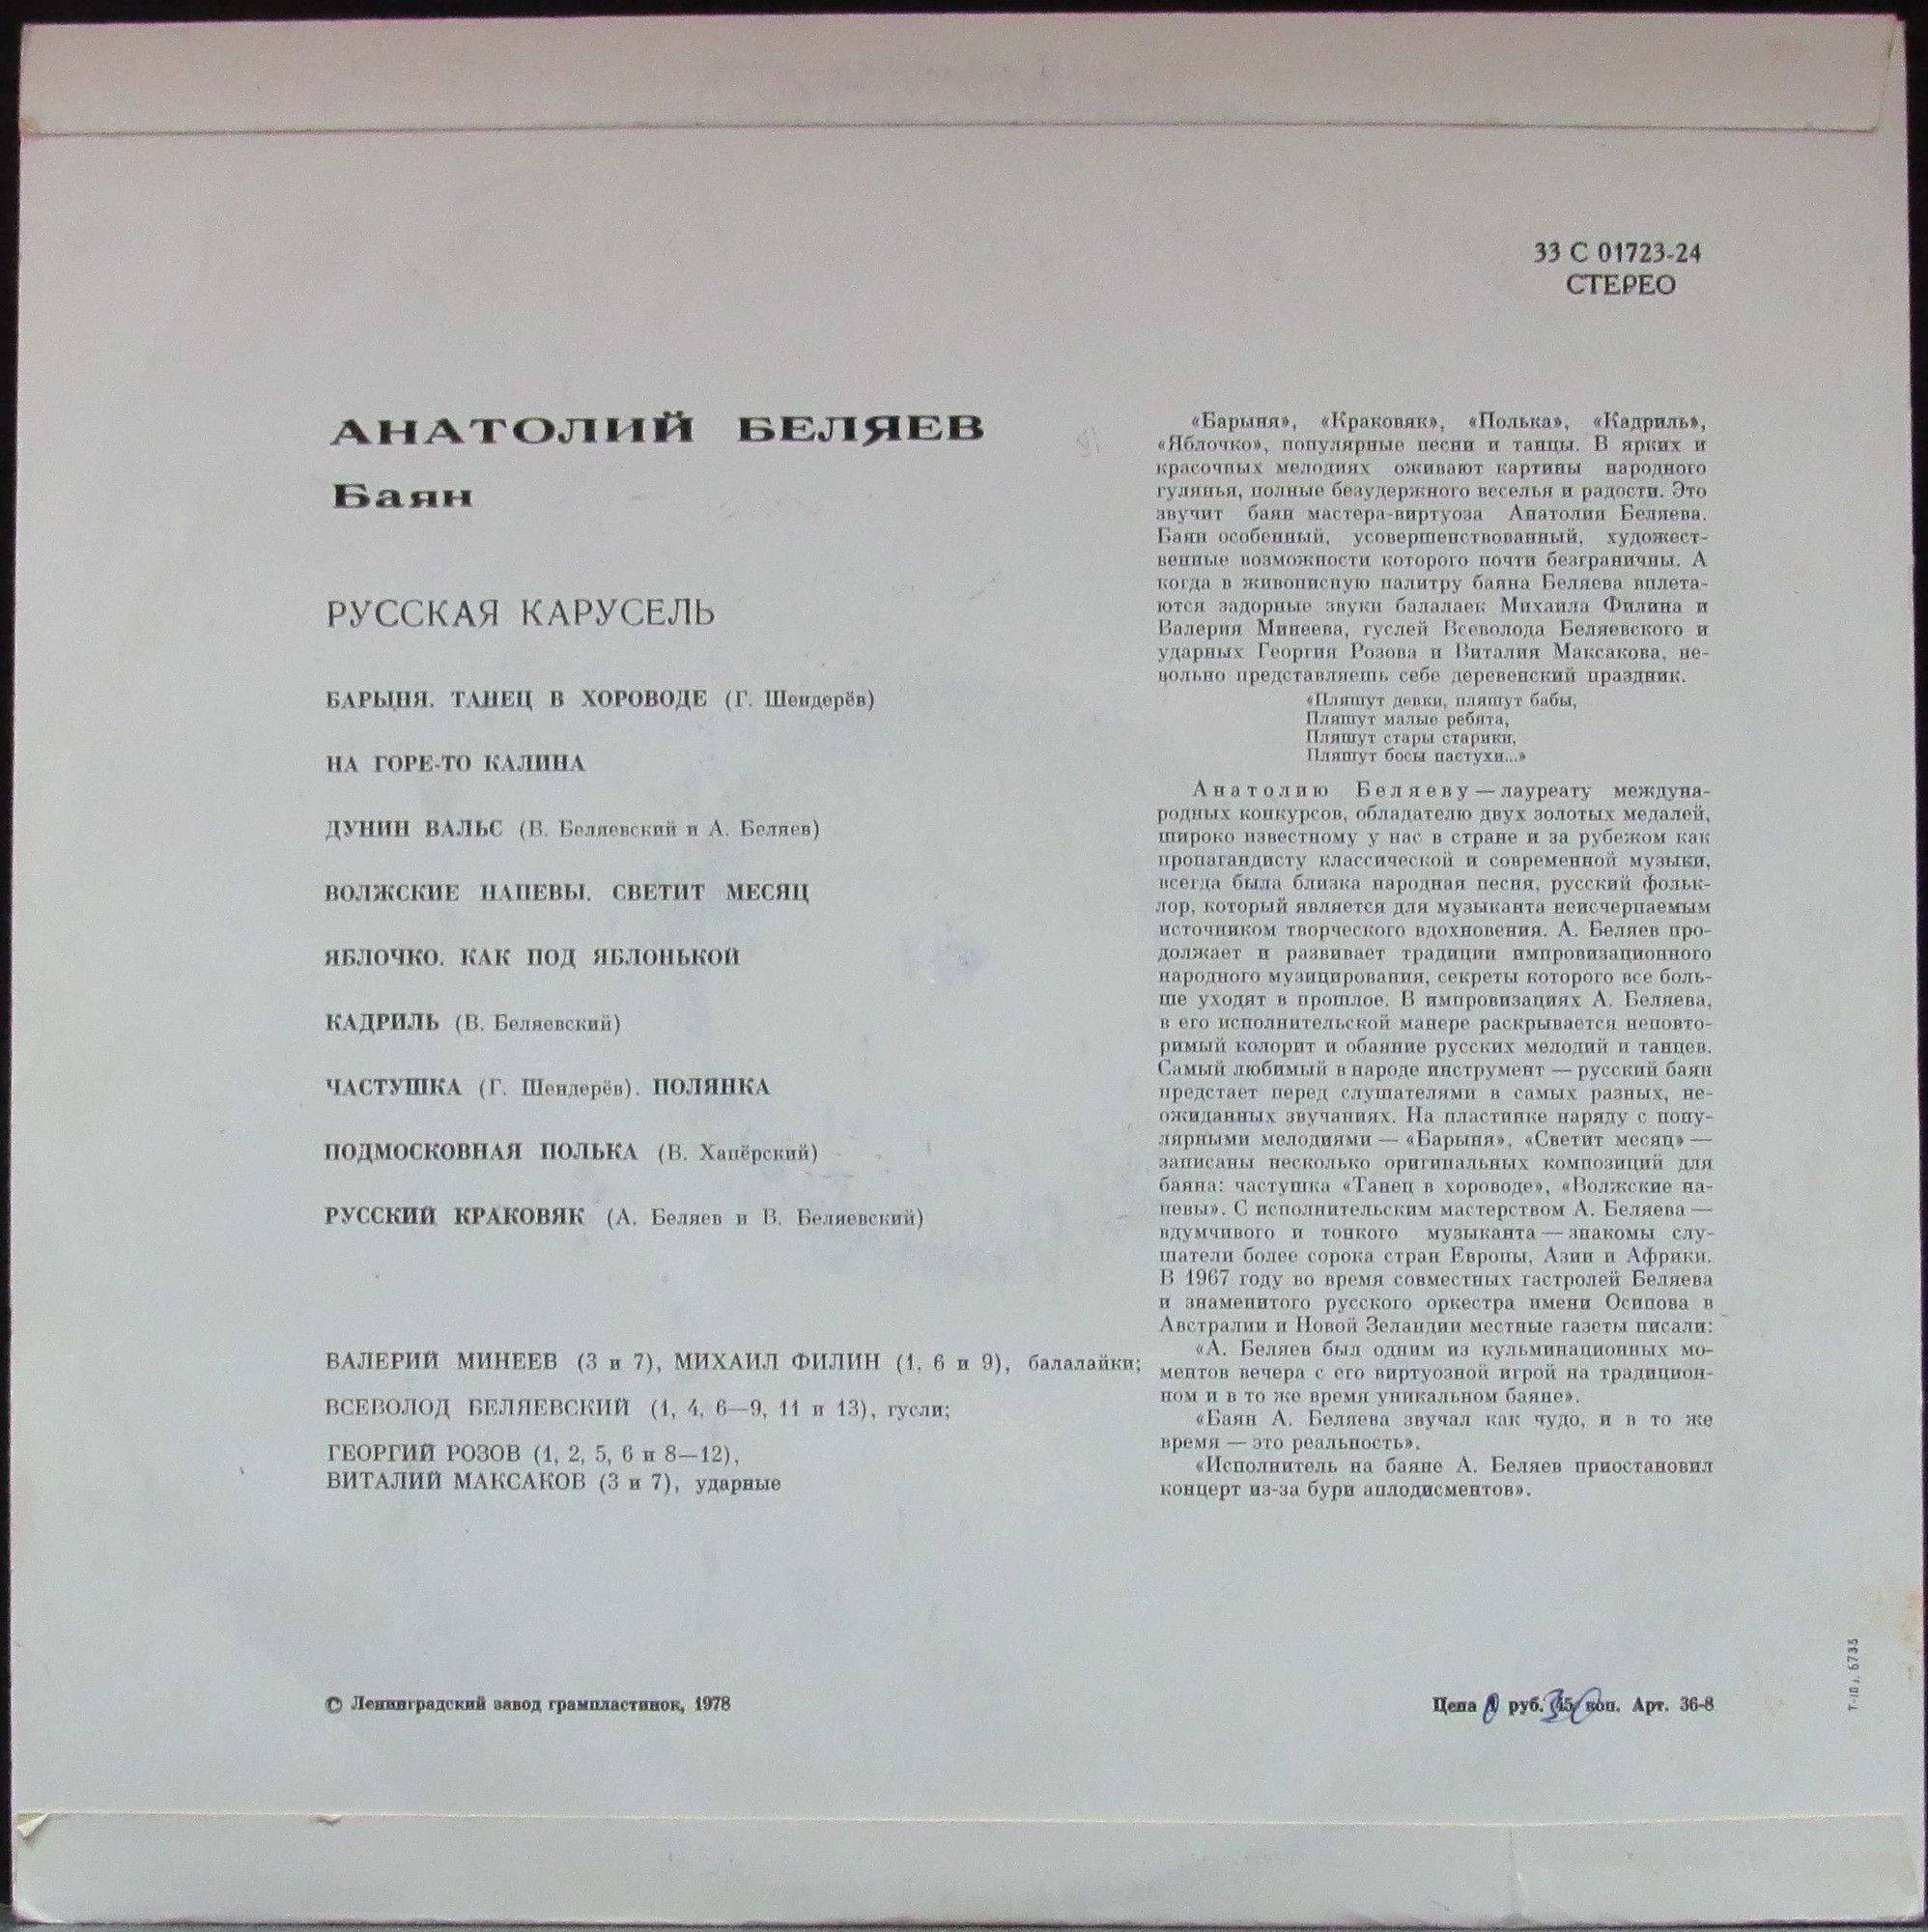 33 С 01723-24
СТЕРЕО
АНАТОЛИЙ БЕЛЯЕВ
Баян
РУССКАЯ КАРУСЕЛЬ
БАРЫНЯ. ТАНЕЦ В ХОРОВОДЕ (Г. Шендерёв)
НА ГОРЕ-ТО КАЛИНА
ДУНИН ВАЛЬС (В. Беляевский и А. Беляев)
ВОЛЖСКИЕ НАПЕВЫ. СВЕТИТ МЕСЯЦ
ЯБЛОЧКО. КАК ПОД ЯБЛОНЬКОЙ
КАДРИЛЬ (В. Беляевский)
ЧАСТУШКА (Г. Шендерёв). ПОЛЯНКА
ПОДМОСКОВНАЯ ПОЛЬКА (В. Хапёрский)
РУССКИЙ КРАКОВЯК (А. Беляев и В. Беляевский)
ВАЛЕРИЙ МИНЕЕВ (3 и 7), МИХАИЛ ФИЛИН (1, 6 и 9), балалайки;
ВСЕВОЛОД БЕЛЯЕВСКИЙ (1, 4, 6—9, 11 и 13), гусли;
ГЕОРГИЙ РОЗОВ (1, 2, 5, 6 и 8—12),
ВИТАЛИЙ МАКСАКОВ (3 и 7), ударные
«Барыня», «Краковяк», «Полька», «Кадриль»,
«Яблочко», популярные песни и танцы. В ярких и
красочных мелодиях оживают картины народного
гулянья, полные безудержного веселья и радости. Это
звучит баян мастера-виртуоза Анатолия Беляева.
Баян особенный, усовершенствованный, художест-
венные возможности которого почти безграничны. А
когда в живописную палитру баяна Беляева вплета-
ются задорные звуки балалаек Михаила Филина и
Валерия Минеева, гуслей Всеволода Беляевского и
ударных Георгия Розова и Виталия Максакова, не-
вольно представляешь себе деревенский праздник.
«Пляшут девки, пляшут бабы,
Пляшут малые ребята,
Пляшут стары старики,
Пляшут босы пастухи...»
Анатолию Беляеву — лауреату междуна-
родных конкурсов, обладателю двух золотых медалей,
широко известному у нас в стране и за рубежом как
пропагандисту классической и современной музыки,
всегда была близка народная песня, русский фольк-
лор, который является для музыканта неисчерпаемым
источником творческого вдохновения. А. Беляев про-
должает и развивает традиции импровизационного
народного музицирования, секреты которого все боль-
ше уходят в прошлое. В импровизациях А. Беляева,
в его исполнительской манере раскрывается неповто-
римый колорит и обаяние русских мелодий и танцев.
Самый любимый в народе инструмент — русский баян
предстает перед слушателями в самых разных, не-
ожиданных звучаниях. На пластинке наряду с попу-
лярными мелодиями — «Барыня», «Светит месяц» —
записаны несколько оригинальных композиций для
баяна: частушка «Танец в хороводе», «Волжские на-
певы». С исполнительским мастерством А. Беляева —
вдумчивого и тонкого музыканта — знакомы слу-
шатели более сорока стран Европы, Азии и Африки.
В 1967 году во время совместных гастролей Беляева
и знаменитого русского оркестра имени Осипова в
Австралии и Новой Зеландии местные газеты писали:
«А. Беляев был одним из кульминационных мо-
ментов вечера с его виртуозной игрой на традицион-
ном и в то же время уникальном баяне».
«Баян А. Беляева звучал как чудо, и в то же
время — это реальность».
«Исполнитель на баяне А. Беляев приостановил
концерт из-за бури аплодисментов».
© Ленинградский завод грампластинок, 1978
Цена руб. коп. Арт. 36-8